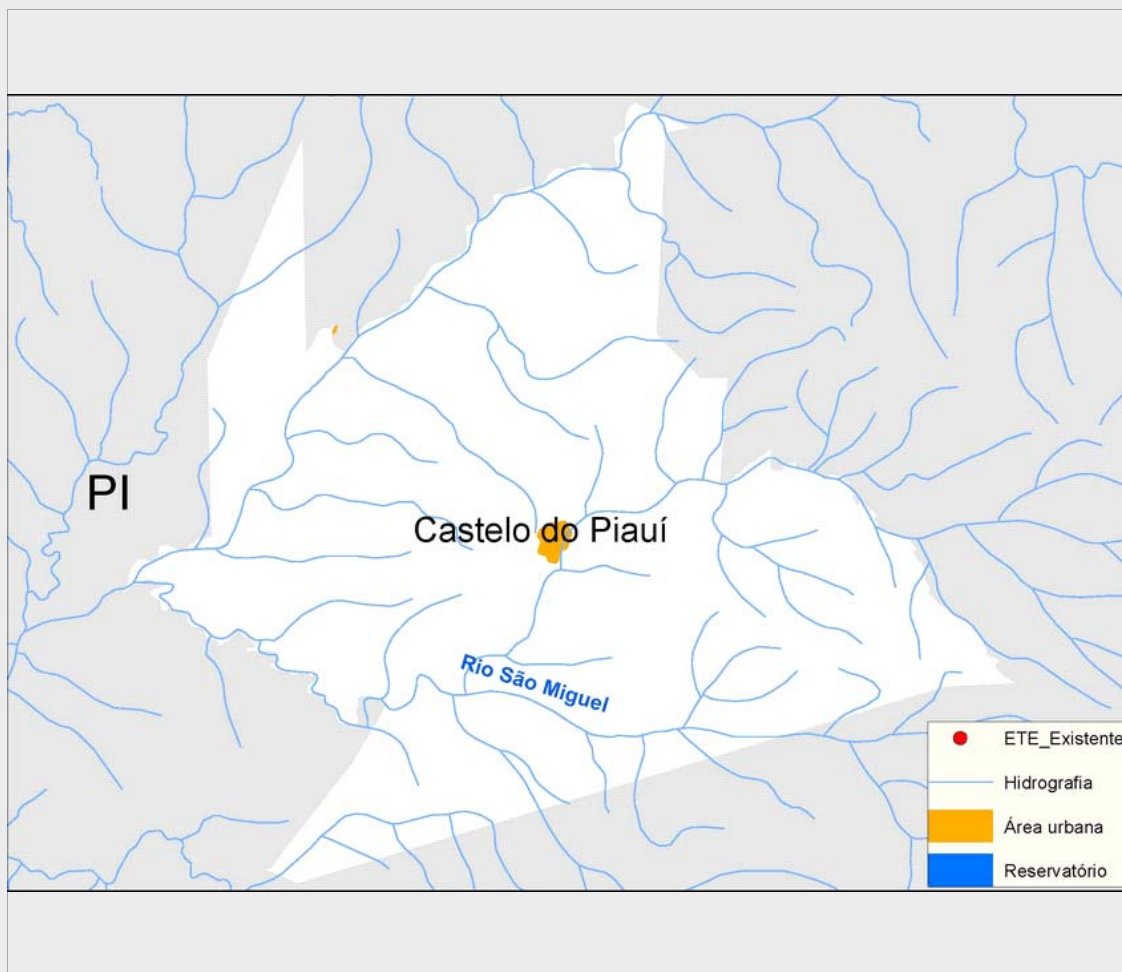 PI
Castelo do Piauí
Rio São Miguel
ETE_Existente
Hidrografia
Área urbana
Reservatório